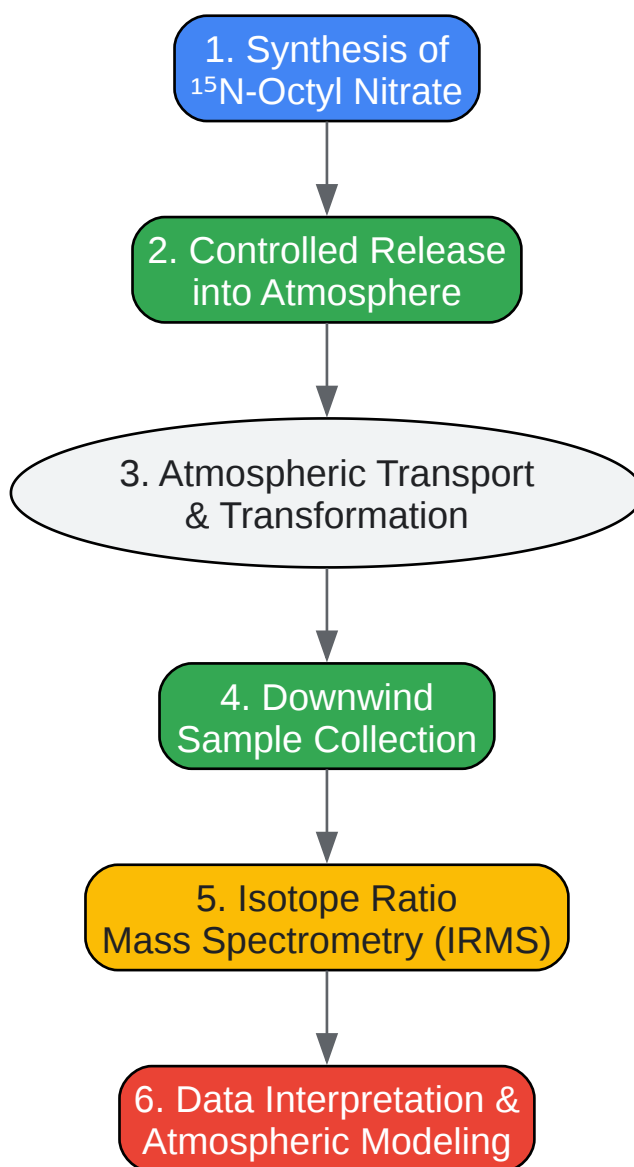 1. Synthesis of
¹⁵N-Octyl Nitrate
2. Controlled Release
into Atmosphere
3. Atmospheric Transport
& Transformation
4. Downwind
Sample Collection
5. Isotope Ratio
Mass Spectrometry (IRMS)
6. Data Interpretation &
Atmospheric Modeling